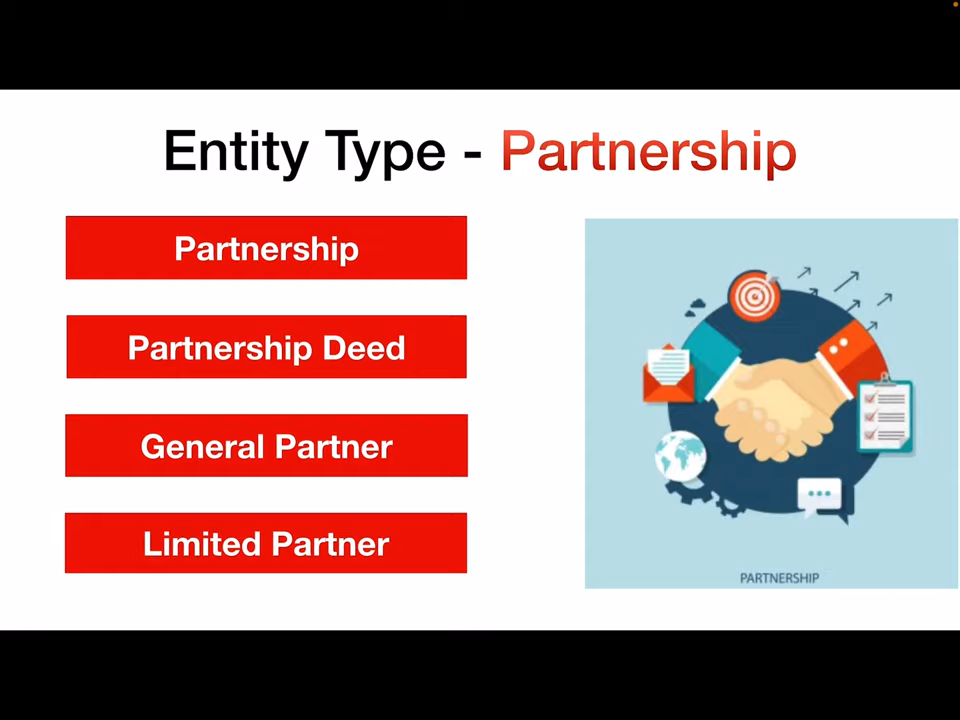 Entity Type - Partnership
Partnership
Partnership Deed
General Partner
Limited Partner
PARTNERSHIP